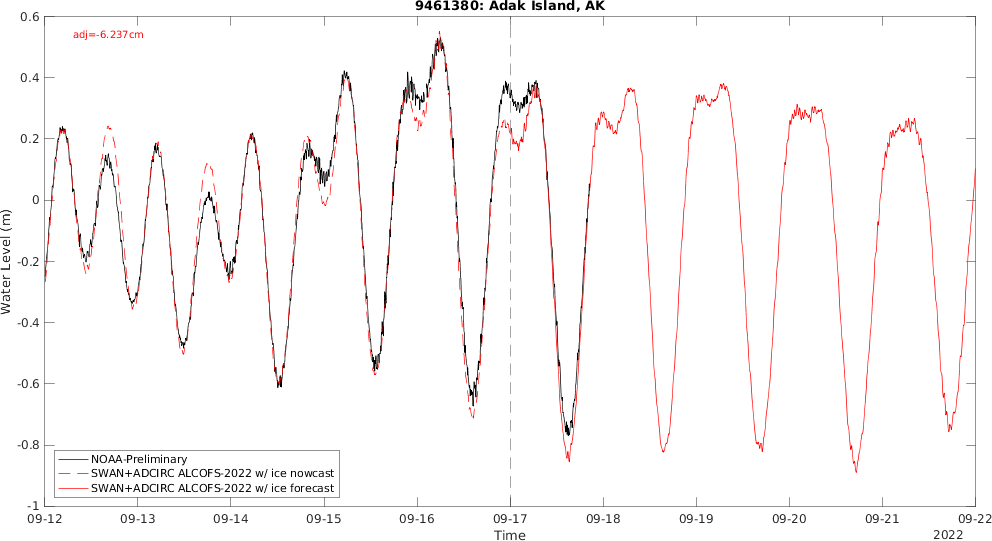 9461380: Adak Island, AK
adj=-6.237cm
0.6
0.4
0.2
0
-0.2
-0.4
-0.6
-0.8
-1
Water Level (m)
NOAA-Preliminary
SWAN+ADCIRC ALCOFS-2022 w/ ice nowcast
SWAN+ADCIRC ALCOFS-2022 w/ ice forecast
09-12 09-13 09-14 09-15 09-16 09-17 09-18 09-19 09-20 09-21 09-22
Time
2022